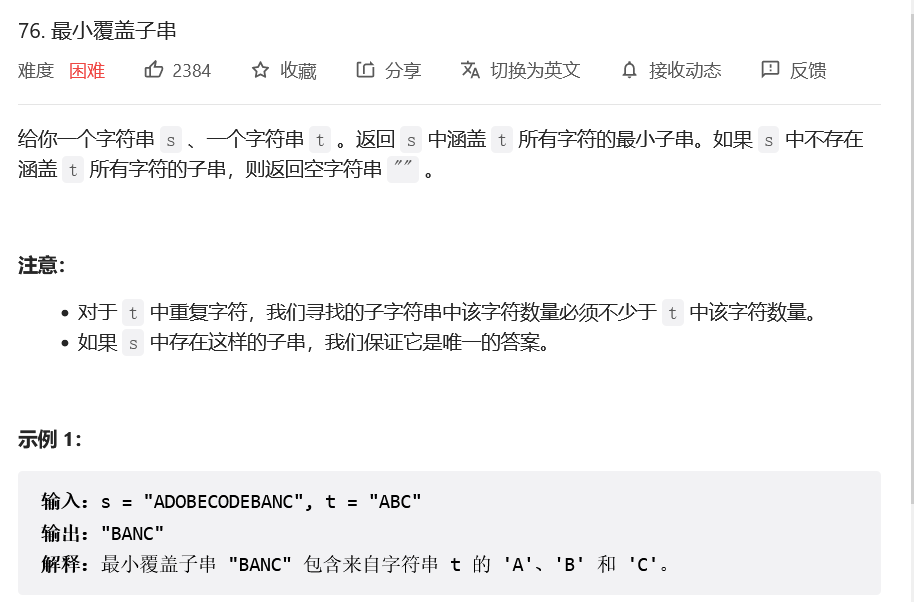 76. 最小覆盖子串
难度 困难 2384 收藏 分享 切换为英文 接收动态 反馈
给你一个字符串 s 、一个字符串 t 。返回 s 中涵盖 t 所有字符的最小子串。如果 s 中不存在
涵盖 t 所有字符的子串，则返回空字符串 "" 。
注意：
• 对于 t 中重复字符，我们寻找的子字符串中该字符数量必须不少于 t 中该字符数量。
• 如果 s 中存在这样的子串，我们保证它是唯一的答案。
示例 1：
输入：s = "ADOBECODEBANC", t = "ABC"
输出："BANC"
解释：最小覆盖子串 "BANC" 包含来自字符串 t 的 'A'、'B' 和 'C'。